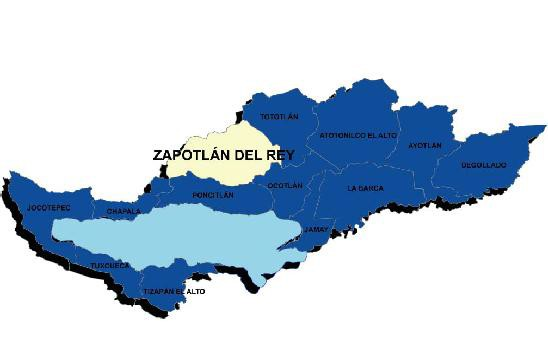 TOTOTLÁN
ATOTONILCO EL ALTO
AYOTLÁN
ZAPOTLÁN DEL REY
DEGOLLADO
OCOTLÁN
LA BARCA
PONCITLÁN
JOCOTEPEC
CHAPALA
JAMAY
TUXCUECA
TIZAPÁN EL ALTO